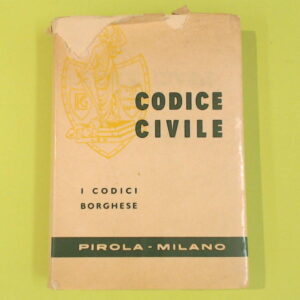 CODICE
CIVILE
I CODICI
BORGHESE
PIROLA - MILANO